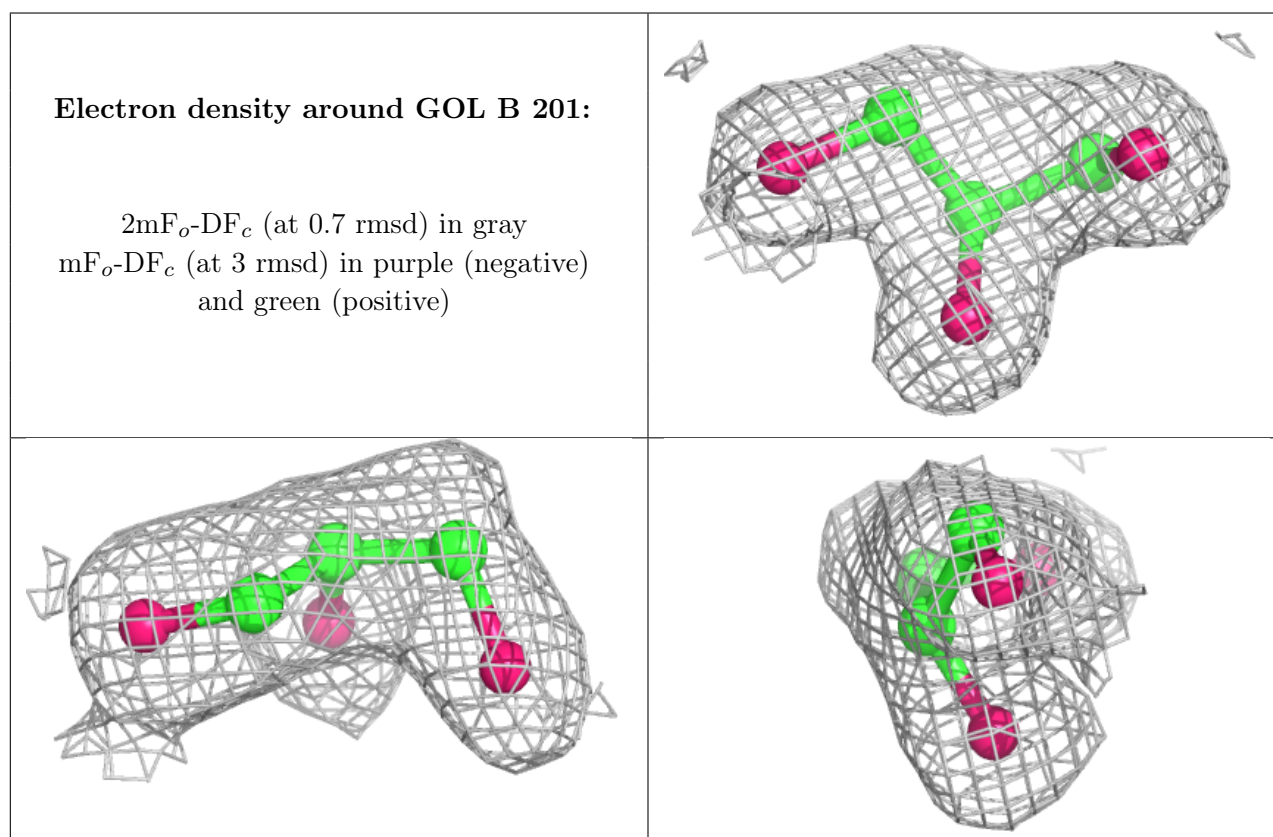 Electron density around GOL B 201:
2mFo-DFc (at 0.7 rmsd) in gray
mFo-DFc (at 3 rmsd) in purple (negative)
and green (positive)